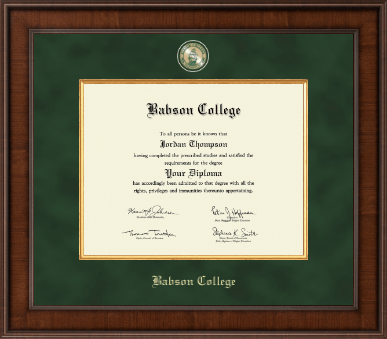 Babson College
To all persons be it known that
Jordan Thompson
having completed the prescribed studies and satisfied the
requirements for the degree
Your Diploma
has accordingly been admitted to that degree with all the
rights, privileges and immunities thereunto appertaining.
Babson College